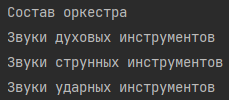 Состав оркестра
Звуки духовых инструментов
Звуки струнных инструментов
Звуки ударных инструментов